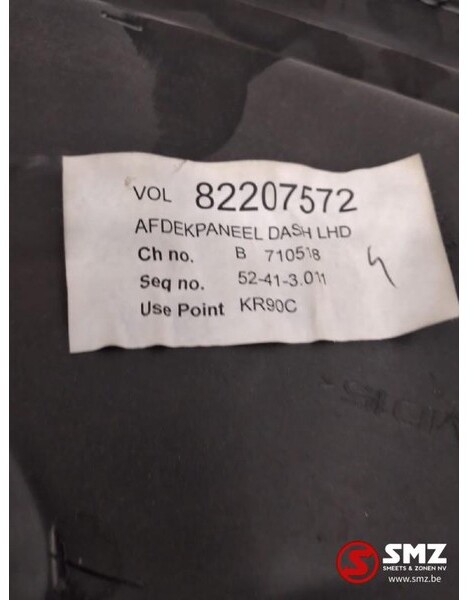 VOL 82207572
AFDEKPANEEL DASH LHD
Ch no. B 710518
Seq no. 52-41-3.011
Use Point KR90C
SMZ
SMEETS & ZONEN NV
www.smz.be